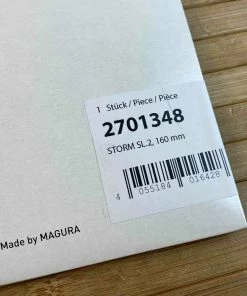 1 Stück / Piece / Pièce
2701348
STORM SL.2, 160 mm
4 055184 016428
Made by MAGURA